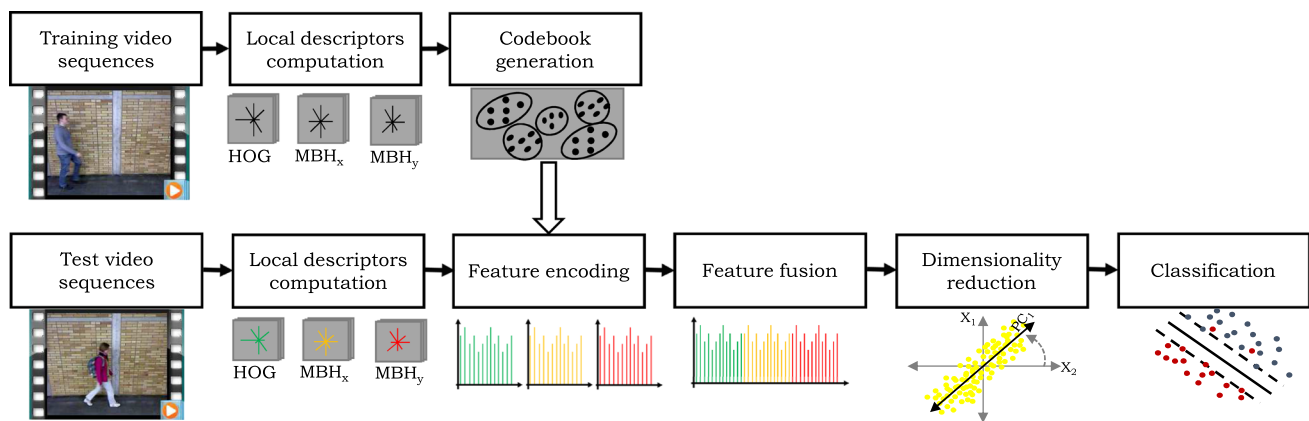 Training video
sequences
Local descriptors
computation
Codebook
generation
HOG
MBHx
MBHy
Test video
sequences
Local descriptors
computation
Feature encoding
Feature fusion
Dimensionality
reduction
Classification
HOG
MBHx
MBHy
X1
PC1
X2